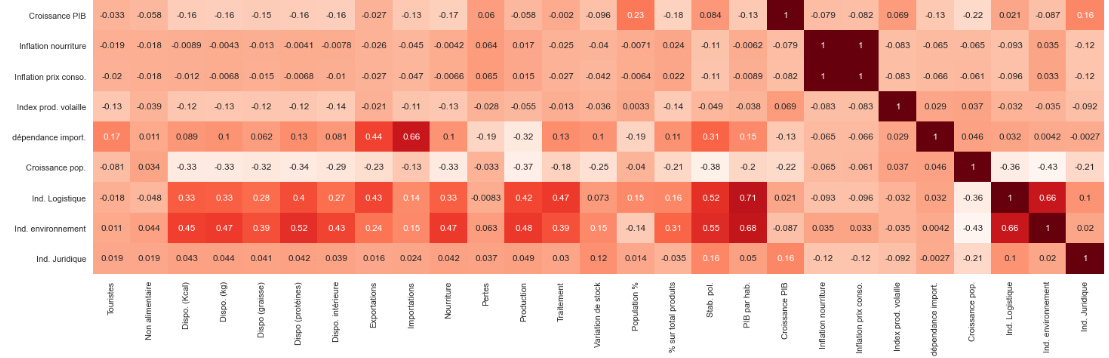 Croissance PIB -0.033 -0.058 -0.16 -0.16 -0.15 -0.16 -0.16 -0.027 -0.13 -0.17 0.06 -0.058 -0.002 -0.096 0.23 -0.18 0.084 -0.13 1 -0.079 -0.082 0.069 -0.13 -0.22 0.021 -0.087 0.16
Inflation nourriture -0.019 -0.018 -0.0089 -0.0043 -0.013 -0.0041 -0.0078 -0.026 -0.045 -0.0042 0.064 0.017 -0.025 -0.04 -0.0071 0.024 -0.11 -0.0062 -0.079 1 1 -0.083 -0.065 -0.065 -0.093 0.035 -0.12
Inflation prix conso. -0.02 -0.018 -0.012 -0.0068 -0.015 -0.0068 -0.01 -0.027 -0.047 -0.0066 0.065 0.015 -0.027 -0.042 -0.0064 0.022 -0.11 -0.0089 -0.082 1 1 -0.083 -0.066 -0.061 -0.096 0.033 -0.12
Index prod. volaille -0.13 -0.039 -0.12 -0.13 -0.12 -0.12 -0.14 -0.021 -0.11 -0.13 -0.028 -0.055 -0.013 -0.036 0.0033 -0.14 -0.049 -0.038 0.069 -0.083 -0.083 1 0.029 0.037 -0.032 -0.035 -0.092
dépendance import. 0.17 0.011 0.089 0.1 0.062 0.13 0.081 0.44 0.66 0.1 -0.19 -0.32 0.13 0.1 -0.19 0.11 0.31 0.15 -0.13 -0.065 -0.066 0.029 1 0.046 0.032 0.0042 -0.0027
Croissance pop. -0.081 0.034 -0.33 -0.33 -0.32 -0.34 -0.29 -0.23 -0.13 -0.33 -0.033 -0.37 -0.18 -0.25 -0.04 -0.21 -0.38 -0.2 -0.22 -0.065 -0.061 0.037 0.046 1 -0.36 -0.43 -0.21
Ind. Logistique -0.018 -0.048 0.33 0.33 0.28 0.4 0.27 0.43 0.14 0.33 -0.0083 0.42 0.47 0.073 0.15 0.16 0.52 0.71 0.021 -0.093 -0.096 -0.032 0.032 -0.36 1 0.66 0.1
Ind. environnement 0.011 0.044 0.45 0.47 0.39 0.52 0.43 0.24 0.15 0.47 0.063 0.48 0.39 0.15 -0.14 0.31 0.55 0.68 -0.087 0.035 0.033 -0.035 0.0042 -0.43 0.66 1 0.02
Ind. Juridique 0.019 0.019 0.043 0.044 0.041 0.042 0.039 0.016 0.024 0.042 0.037 0.049 0.03 0.12 0.014 -0.035 0.16 0.05 0.16 -0.12 -0.12 -0.092 -0.0027 -0.21 0.1 0.02 1
Touristes
Non alimentaire
Dispo. (Kcal)
Dispo. (kg)
Dispo (graisse)
Dispo (protéines)
Dispo. intérieure
Exportations
Importations
Nourriture
Pertes
Production
Traitement
Variation de stock
Population %
% sur total produits
Stab. pol.
PIB par hab.
Croissance PIB
Inflation nourriture
Inflation prix conso.
Index prod. volaille
dépendance import.
Croissance pop.
Ind. Logistique
Ind. environnement
Ind. Juridique